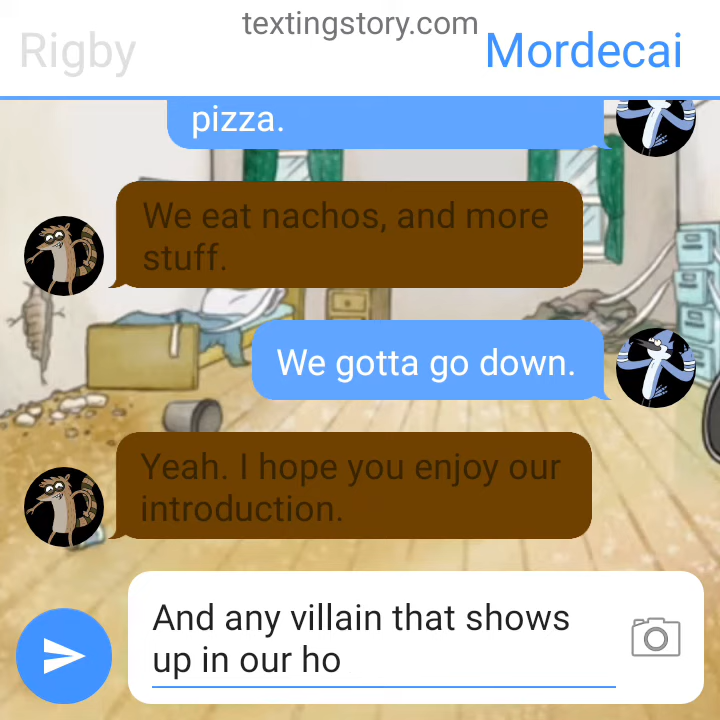 textingstory.com
Rigby
Mordecai
pizza.
We eat nachos, and more
stuff.
We gotta go down.
Yeah. I hope you enjoy our
introduction.
And any villain that shows
up in our ho